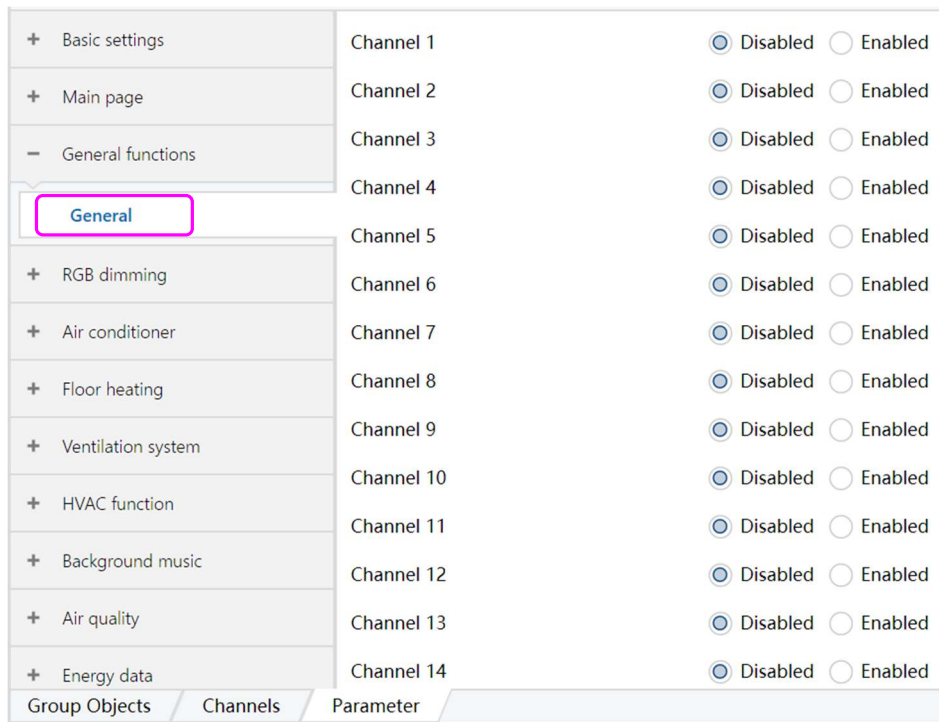 Basic settings
Main page
General functions
General
RGB dimming
Air conditioner
Floor heating
Ventilation system
HVAC function
Background music
Air quality
Energy data
Channel 1 Disabled Enabled
Channel 2 Disabled Enabled
Channel 3 Disabled Enabled
Channel 4 Disabled Enabled
Channel 5 Disabled Enabled
Channel 6 Disabled Enabled
Channel 7 Disabled Enabled
Channel 8 Disabled Enabled
Channel 9 Disabled Enabled
Channel 10 Disabled Enabled
Channel 11 Disabled Enabled
Channel 12 Disabled Enabled
Channel 13 Disabled Enabled
Channel 14 Disabled Enabled
Group Objects Channels Parameter